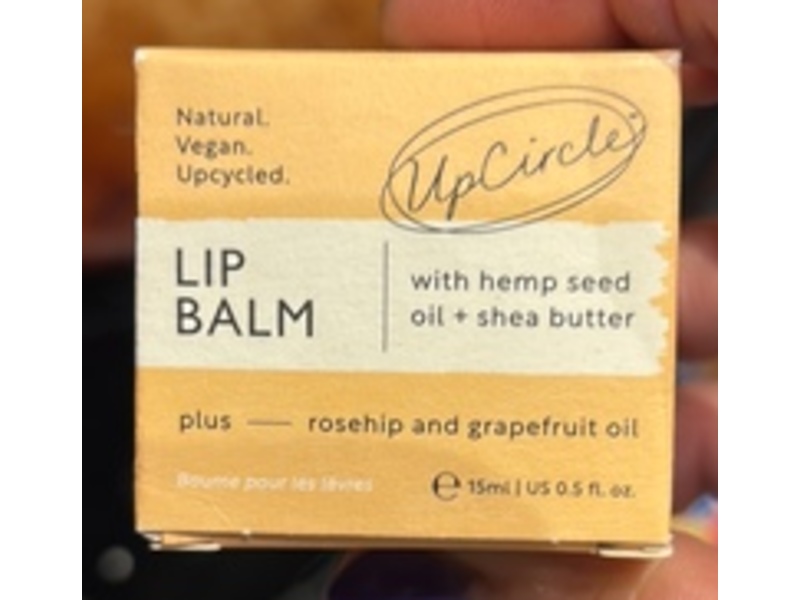 Natural.
Vegan.
Upcycled.
UpCircle
LIP
BALM
with hemp seed
oil + shea butter
plus — rosehip and grapefruit oil
Baume pour les lèvres
℮ 15ml | US 0.5 fl. oz.